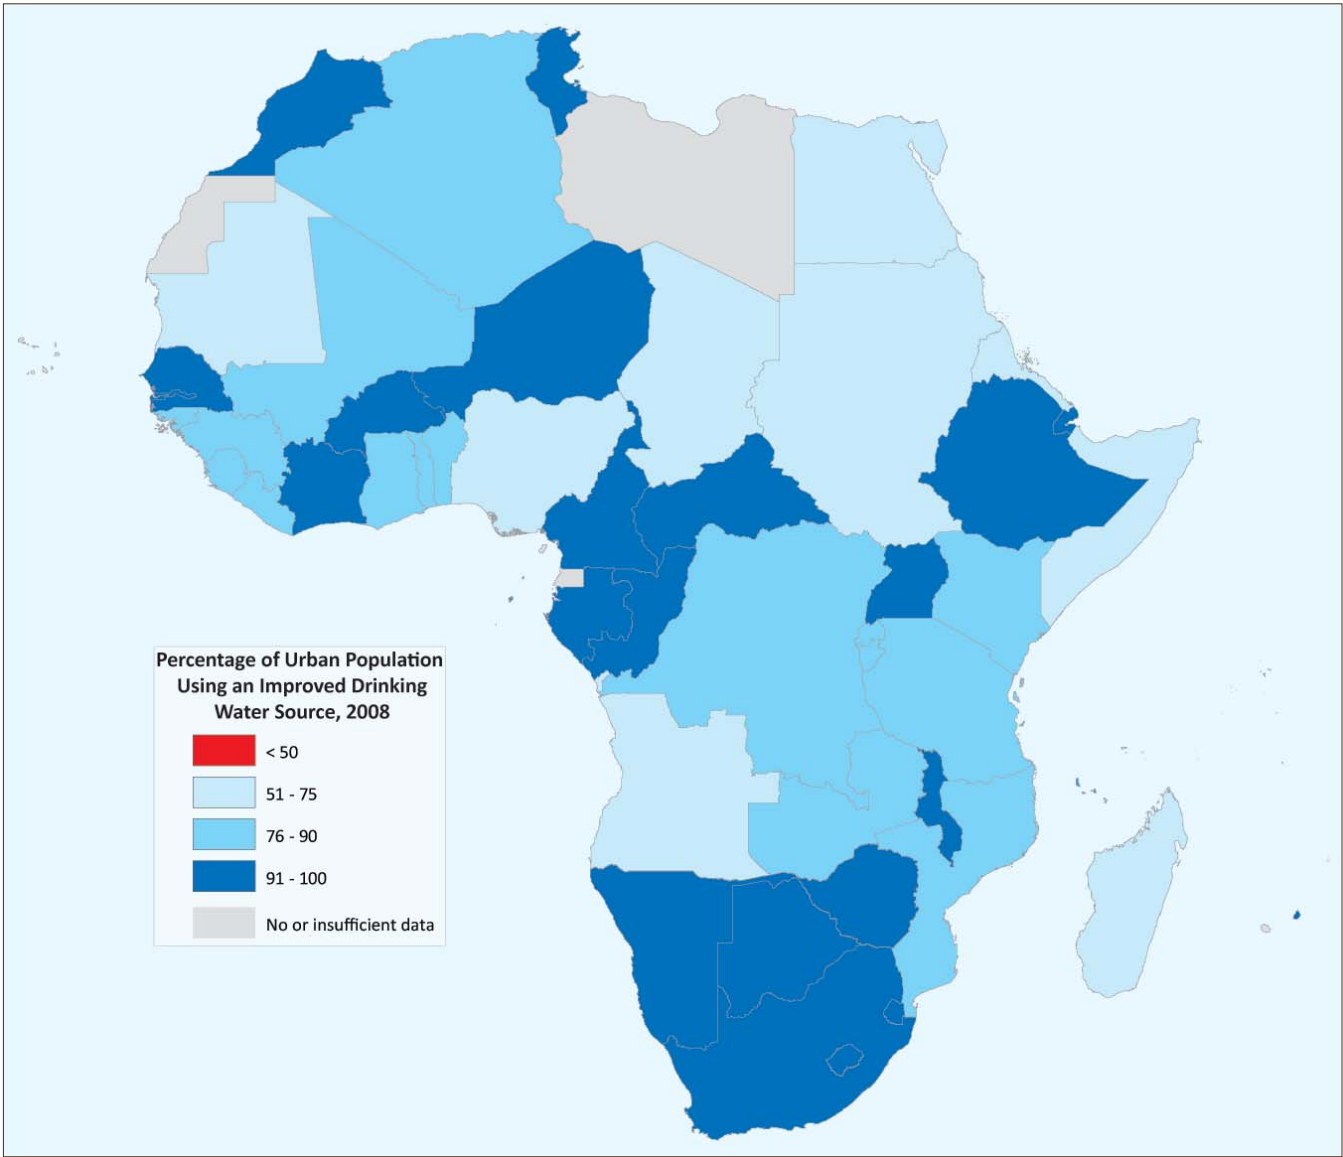 Percentage of Urban Population
Using an Improved Drinking
Water Source, 2008
< 50
51 - 75
76 - 90
91 - 100
No or insufficient data